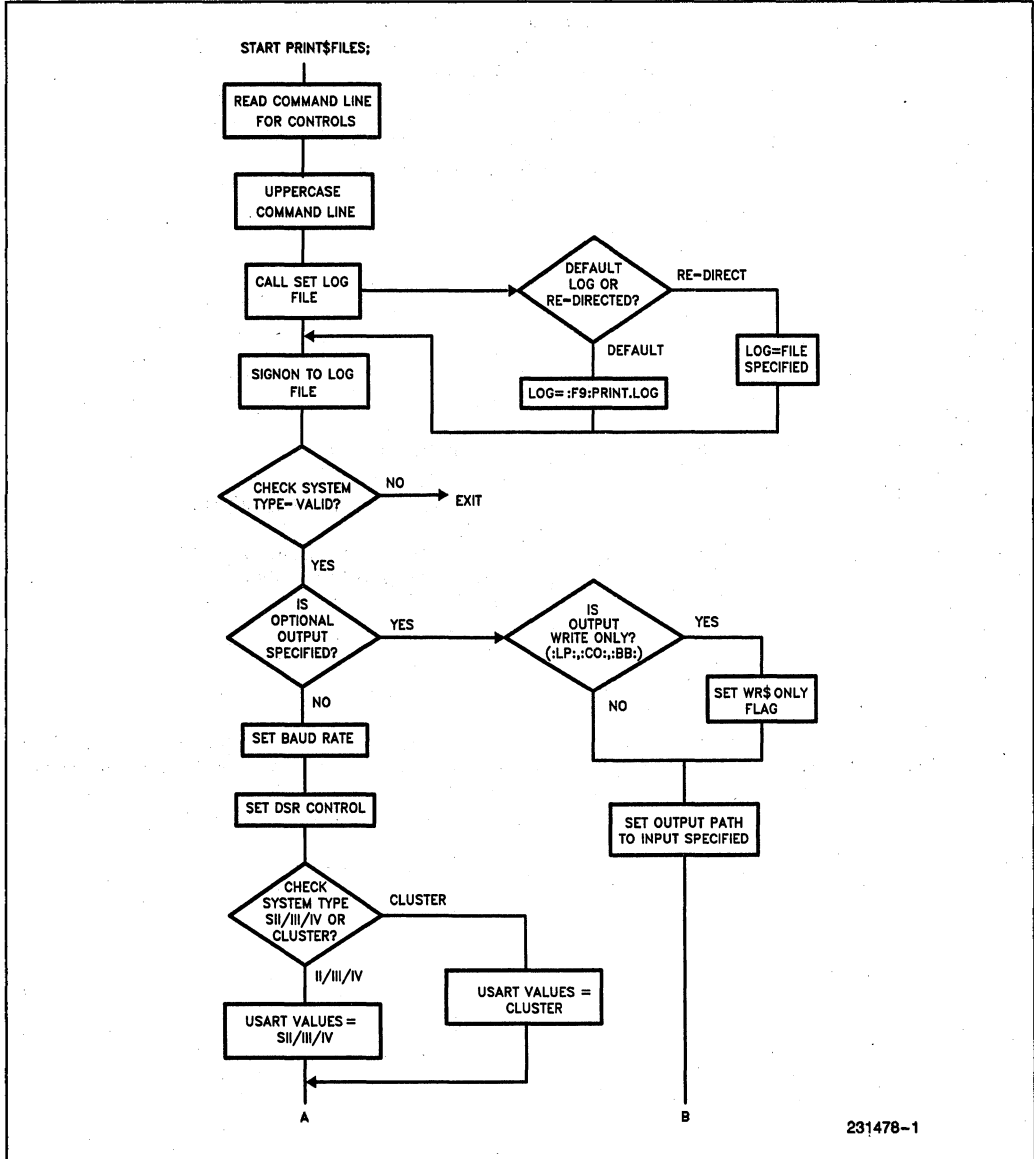 START PRINT$FILES;
READ COMMAND LINE
FOR CONTROLS
UPPERCASE
COMMAND LINE
CALL SET LOG
FILE
DEFAULT
LOG OR
RE-DIRECTED?
RE-DIRECT
DEFAULT
LOG=FILE
SPECIFIED
LOG= :F9:PRINT.LOG
SIGNON TO LOG
FILE
CHECK SYSTEM
TYPE-VALID?
NO
EXIT
YES
IS
OPTIONAL
OUTPUT
SPECIFIED?
YES
IS
OUTPUT
WRITE ONLY?
(:LP:,:CO:,:BB:)
YES
SET WR$ONLY
FLAG
NO
NO
SET BAUD RATE
SET DSR CONTROL
SET OUTPUT PATH
TO INPUT SPECIFIED
CHECK
SYSTEM TYPE
SII/III/IV OR
CLUSTER?
CLUSTER
II/III/IV
USART VALUES =
SII/III/IV
USART VALUES =
CLUSTER
A
B
231478-1